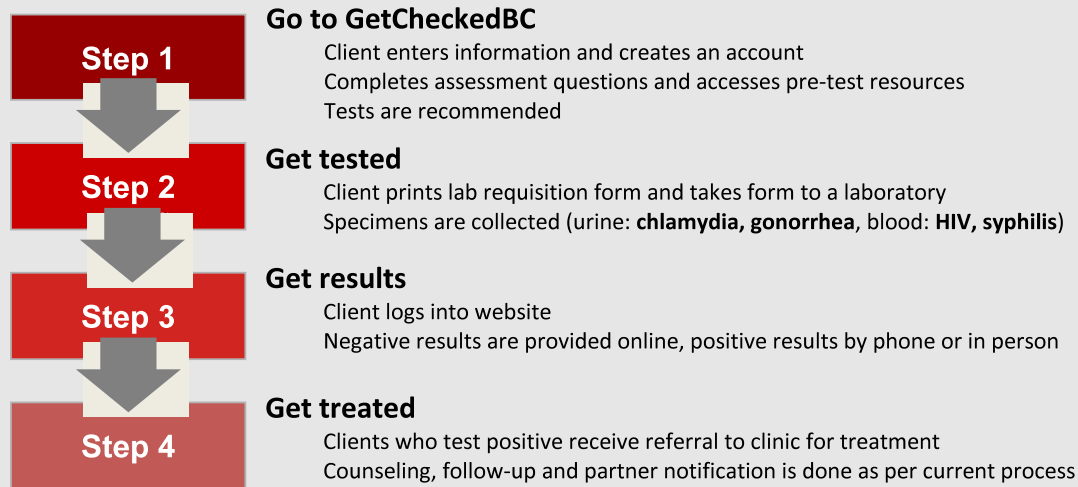 Step 1
Go to GetCheckedBC
Client enters information and creates an account
Completes assessment questions and accesses pre-test resources
Tests are recommended
Step 2
Get tested
Client prints lab requisition form and takes form to a laboratory
Specimens are collected (urine: chlamydia, gonorrhea, blood: HIV, syphilis)
Step 3
Get results
Client logs into website
Negative results are provided online, positive results by phone or in person
Step 4
Get treated
Clients who test positive receive referral to clinic for treatment
Counseling, follow-up and partner notification is done as per current process